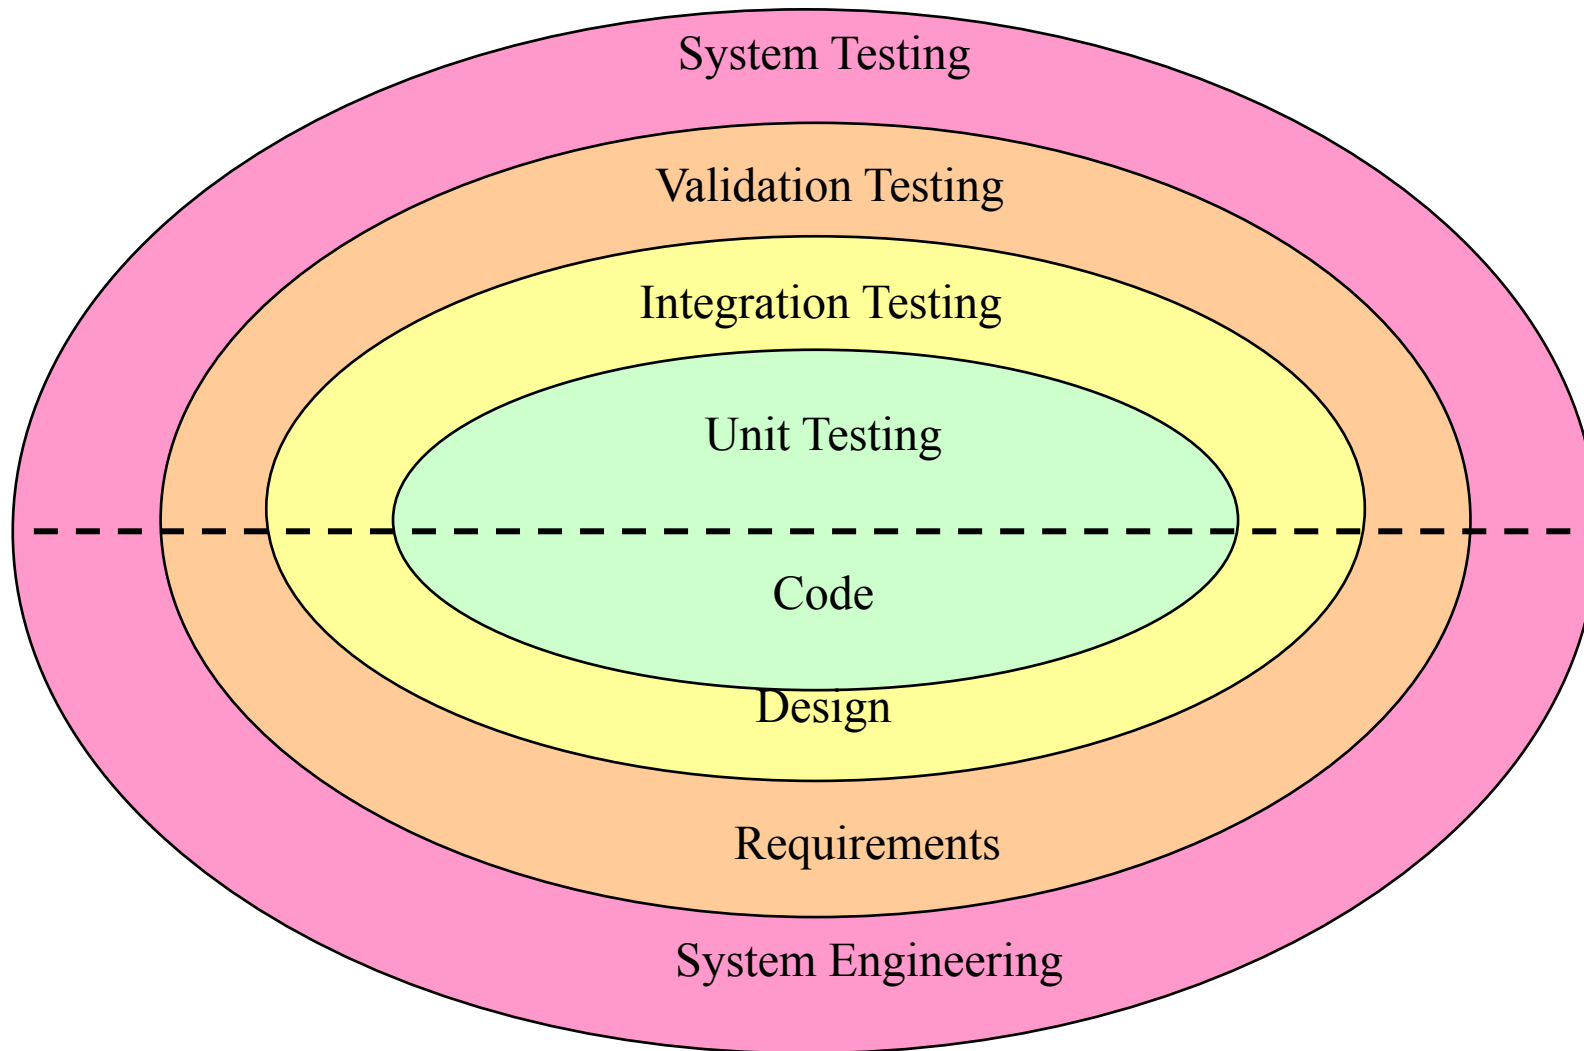 System Testing
Validation Testing
Integration Testing
Unit Testing
Code
Design
Requirements
System Engineering